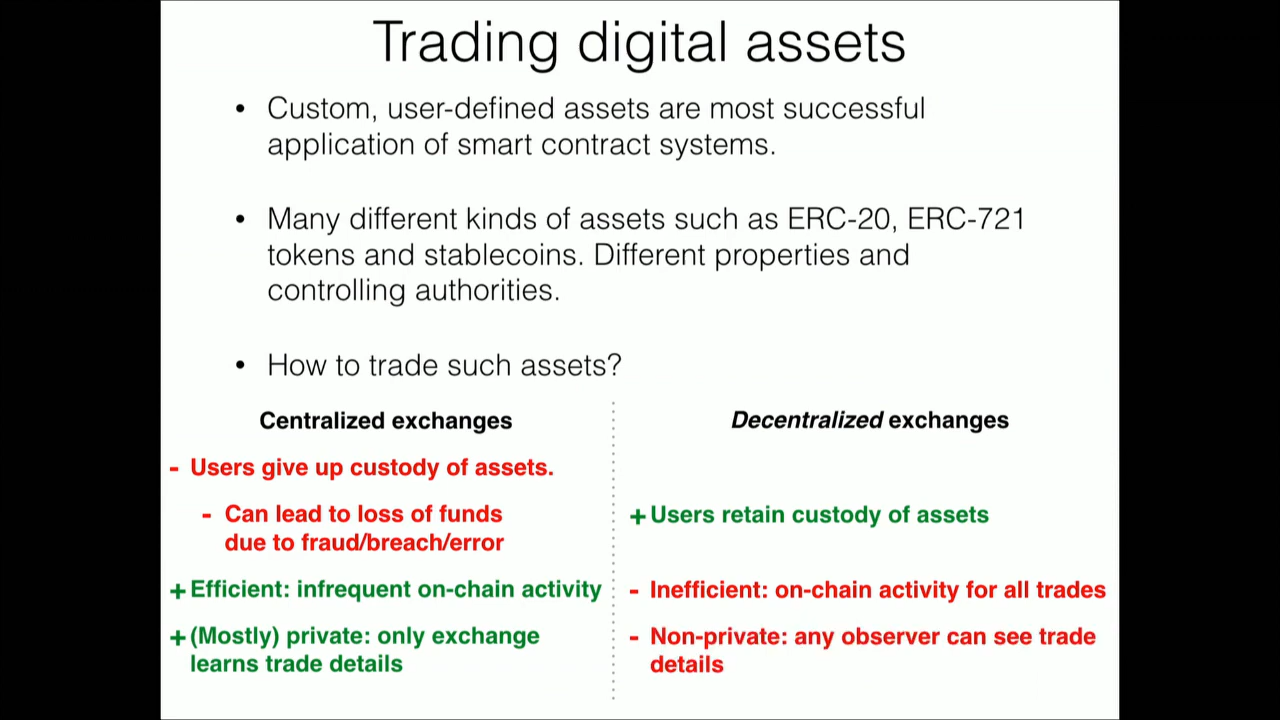 Trading digital assets
• Custom, user-defined assets are most successful
application of smart contract systems.
• Many different kinds of assets such as ERC-20, ERC-721
tokens and stablecoins. Different properties and
controlling authorities.
• How to trade such assets?
Centralized exchanges
- Users give up custody of assets.
- Can lead to loss of funds
due to fraud/breach/error
+ Efficient: infrequent on-chain activity
+ (Mostly) private: only exchange
learns trade details
Decentralized exchanges
+ Users retain custody of assets
- Inefficient: on-chain activity for all trades
- Non-private: any observer can see trade
details